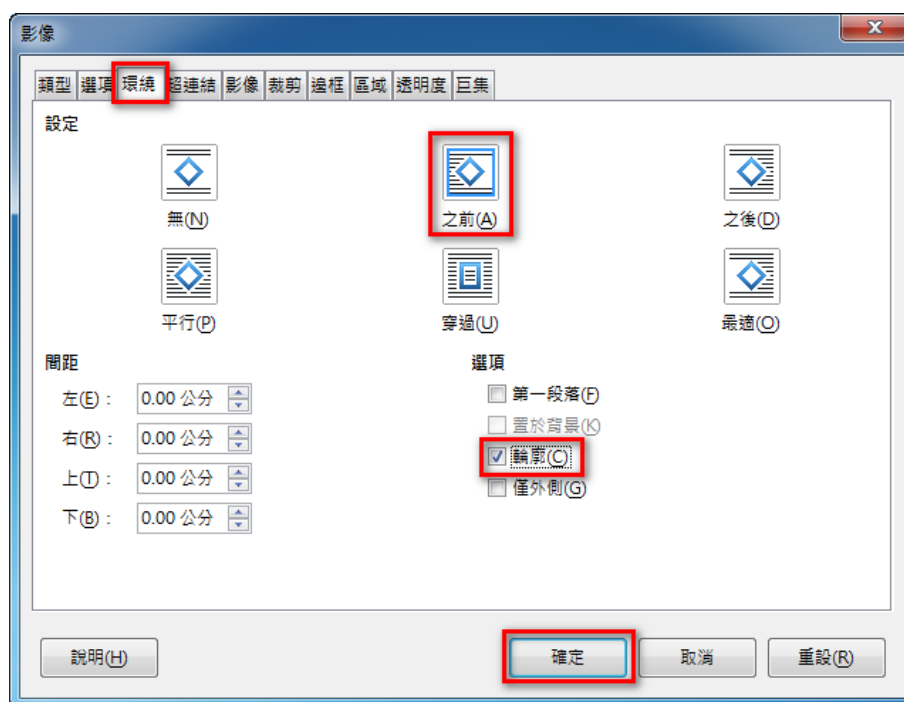 影像
類型 選項 環繞 超連結 影像 裁剪 邊框 區域 透明度 巨集
設定
無(N) 之前(A) 之後(D)
平行(P) 穿過(U) 最適(O)
間距 選項
左(E)： 0.00 公分 第一段落(F)
右(R)： 0.00 公分 置於背景(K)
上(T)： 0.00 公分 輪廓(C)
下(B)： 0.00 公分 僅外側(G)
說明(H) 確定 取消 重設(R)